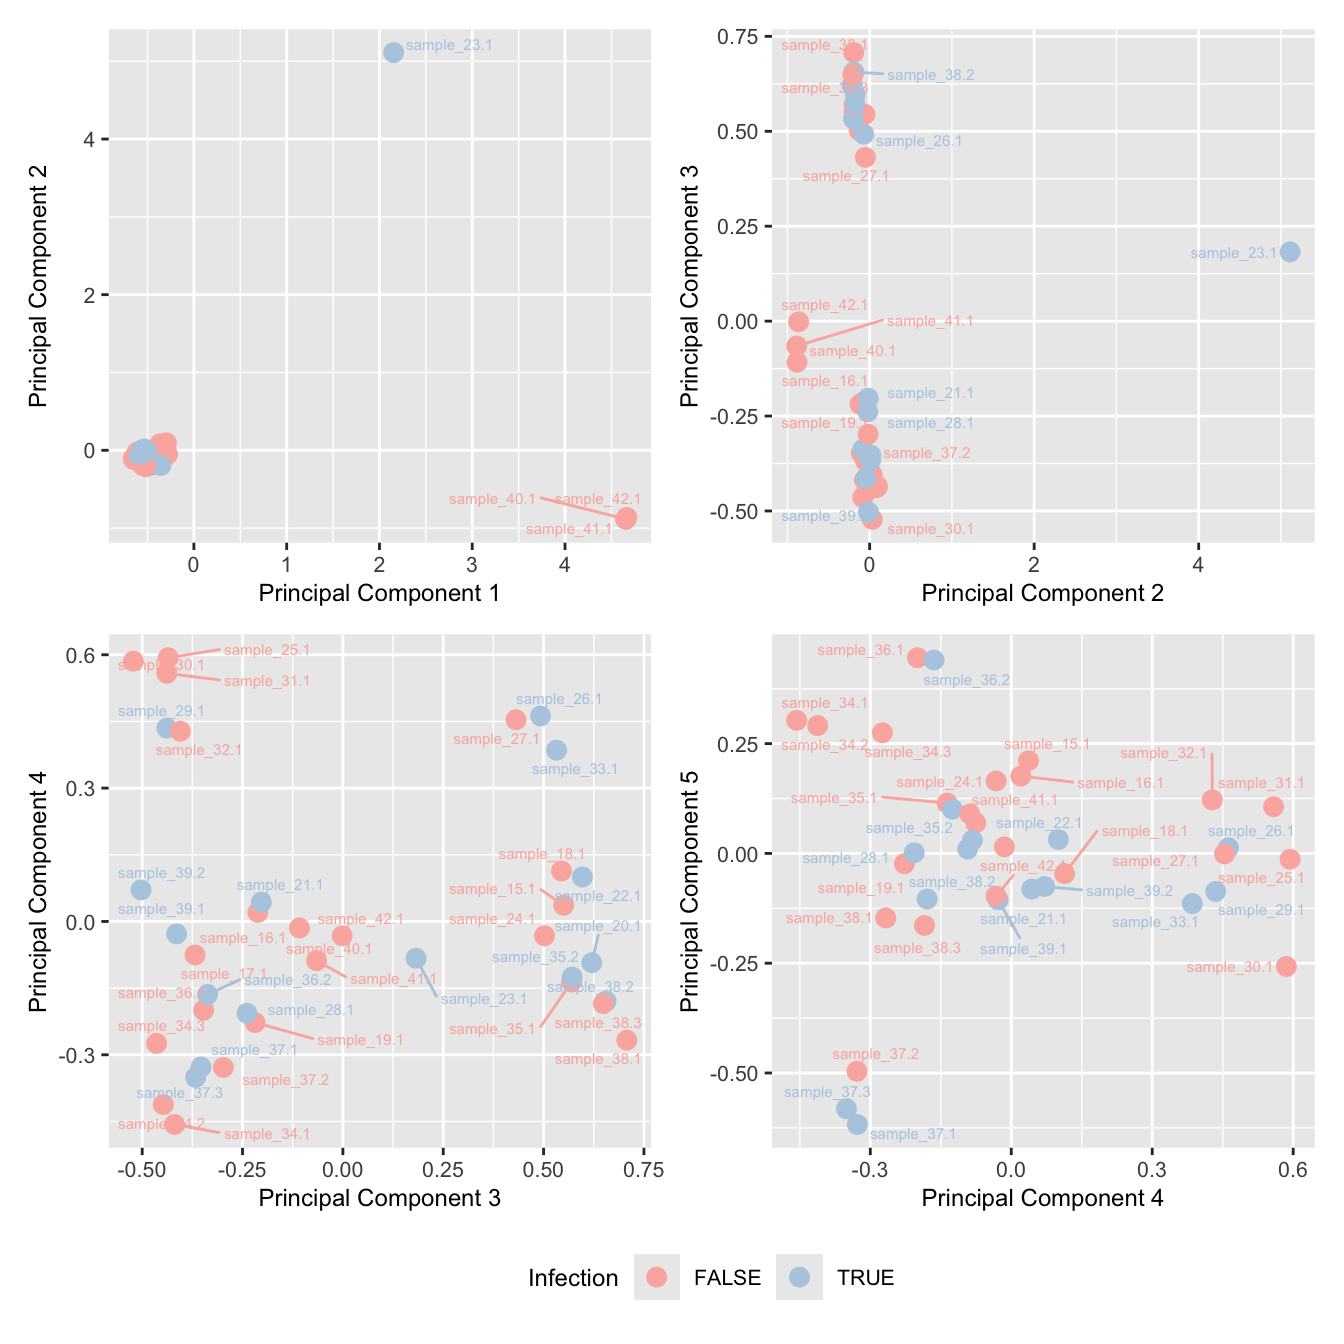 sample_23.1
4
2
0
sample_40.1
sample_42.1
sample_41.1
0
1
2
3
4
Principal Component 1
Principal Component 2
0.75
0.50
0.25
0.00
-0.25
-0.50
sample_38.1
sample_38.2
sample_26.1
sample_27.1
sample_23.1
sample_42.1
sample_41.1
sample_40.1
sample_16.1
sample_21.1
sample_28.1
sample_37.2
sample_30.1
0
2
4
Principal Component 2
Principal Component 3
0.6
0.3
0.0
-0.3
sample_25.1
sample_30.1
sample_31.1
sample_29.1
sample_32.1
sample_26.1
sample_27.1
sample_33.1
sample_18.1
sample_39.2
sample_21.1
sample_15.1
sample_22.1
sample_39.1
sample_42.1
sample_24.1
sample_20.1
sample_16.1
sample_40.1
sample_35.2
sample_17.1
sample_36.2
sample_41.1
sample_38.2
sample_23.1
sample_28.1
sample_34.3
sample_19.1
sample_35.1
sample_38.3
sample_37.1
sample_38.1
sample_37.2
sample_37.3
sample_34.1
-0.50
-0.25
0.00
0.25
0.50
0.75
Principal Component 3
Principal Component 4
0.25
0.00
-0.25
-0.50
sample_36.1
sample_36.2
sample_34.1
sample_34.2
sample_34.3
sample_15.1
sample_32.1
sample_24.1
sample_16.1
sample_31.1
sample_35.1
sample_41.1
sample_35.2
sample_22.1
sample_18.1
sample_26.1
sample_28.1
sample_42.1
sample_27.1
sample_19.1
sample_38.2
sample_39.2
sample_25.1
sample_38.1
sample_21.1
sample_33.1
sample_29.1
sample_38.3
sample_39.1
sample_30.1
sample_37.2
sample_37.3
sample_37.1
-0.3
0.0
0.3
0.6
Principal Component 4
Principal Component 5
Infection
FALSE
TRUE